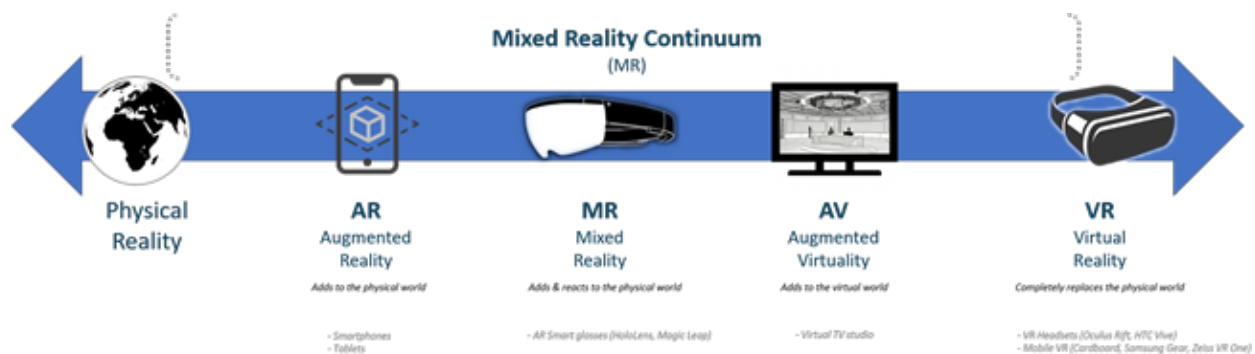 Mixed Reality Continuum
(MR)
Physical
Reality
AR
Augmented
Reality
Adds to the physical world
- Smartphones
- Tablets
MR
Mixed
Reality
Adds & reacts to the physical world
- AR Smart glosses (HoloLens, Magic Leap)
AV
Augmented
Virtuality
Adds to the virtual world
- Virtual TV studio
VR
Virtual
Reality
Completely replaces the physical world
- VR Headsets (Oculus Rift, HTC Vive)
- Mobile VR (Cardboard, Samsung Gear, Zeiss VR One)